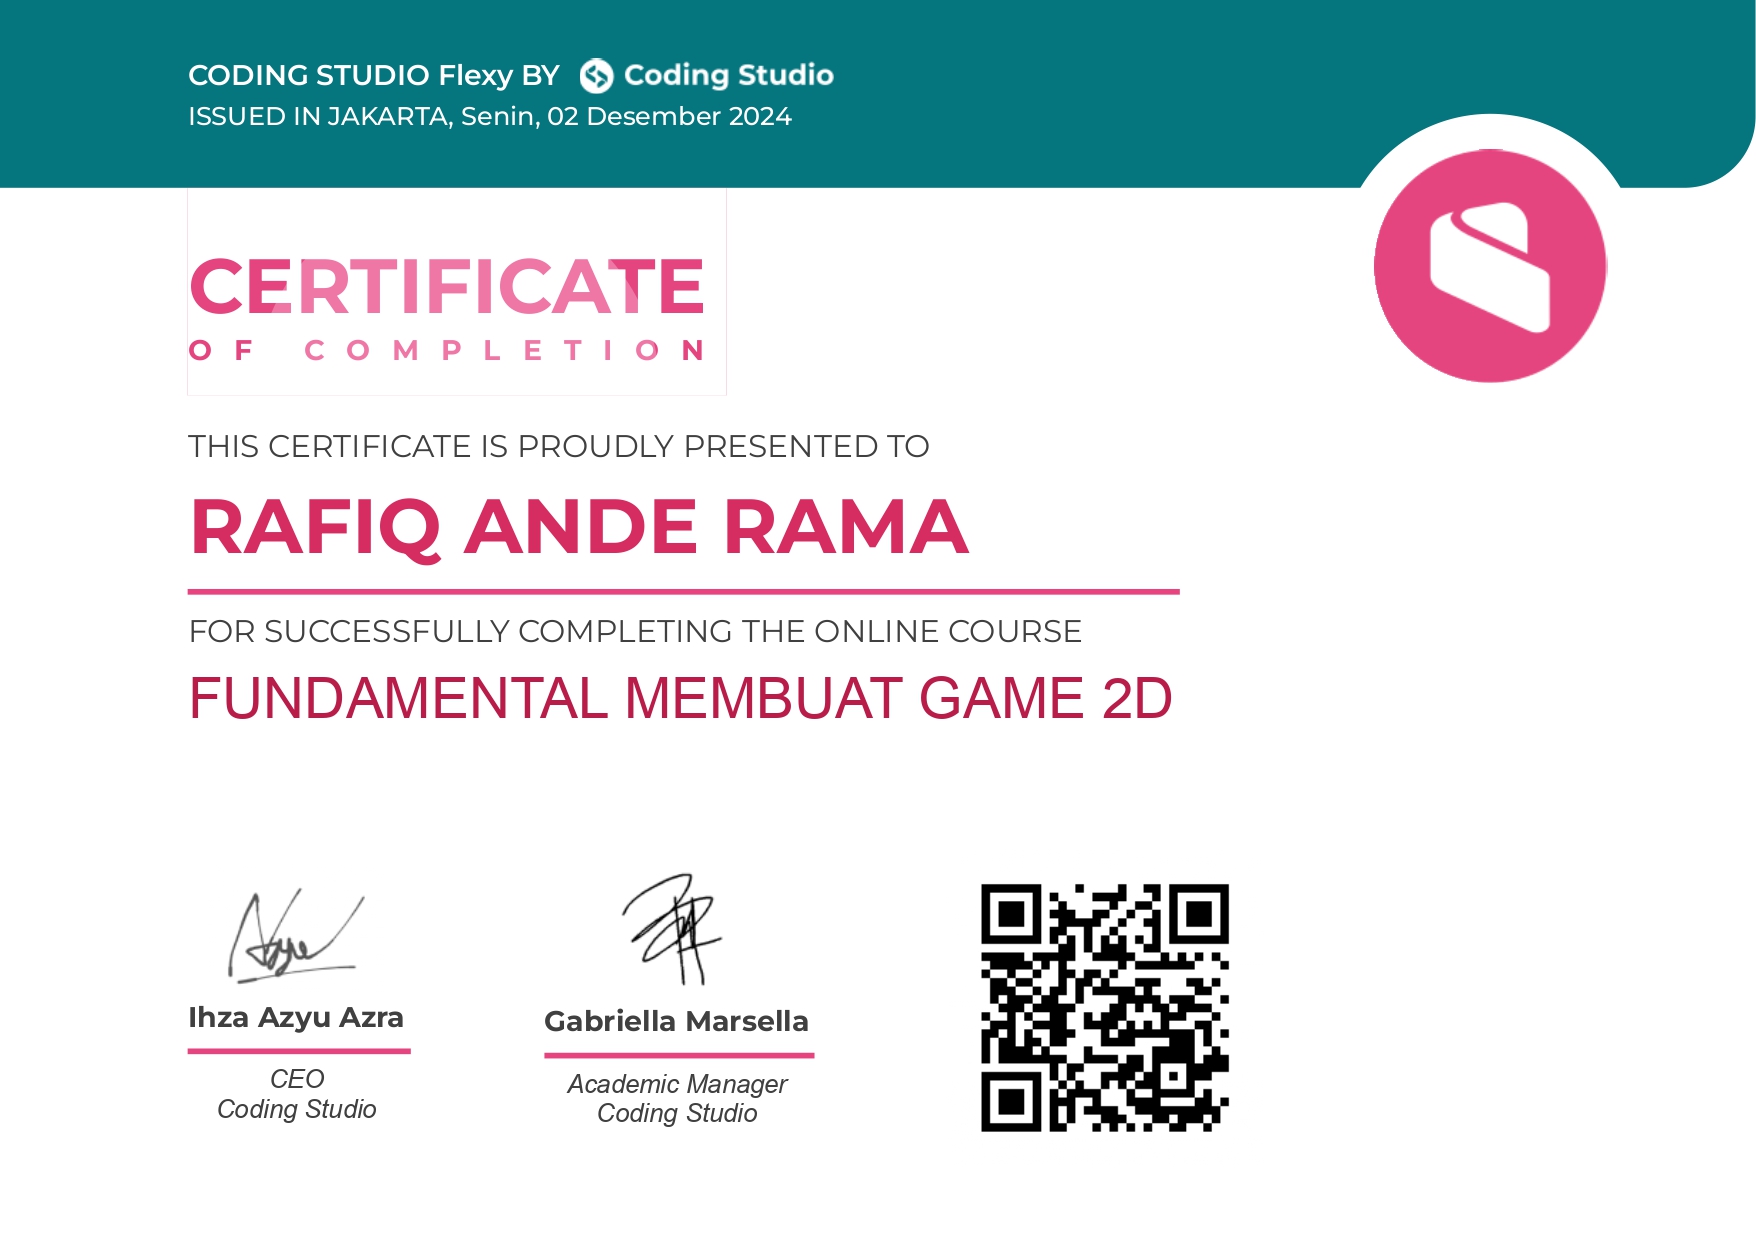 CODING STUDIO Flexy BY Coding Studio
ISSUED IN JAKARTA, Senin, 02 Desember 2024
CERTIFICATE
OF COMPLETION
THIS CERTIFICATE IS PROUDLY PRESENTED TO
RAFIQ ANDE RAMA
FOR SUCCESSFULLY COMPLETING THE ONLINE COURSE
FUNDAMENTAL MEMBUAT GAME 2D
Ihza Azyu Azra
CEO
Coding Studio
Gabriella Marsella
Academic Manager
Coding Studio